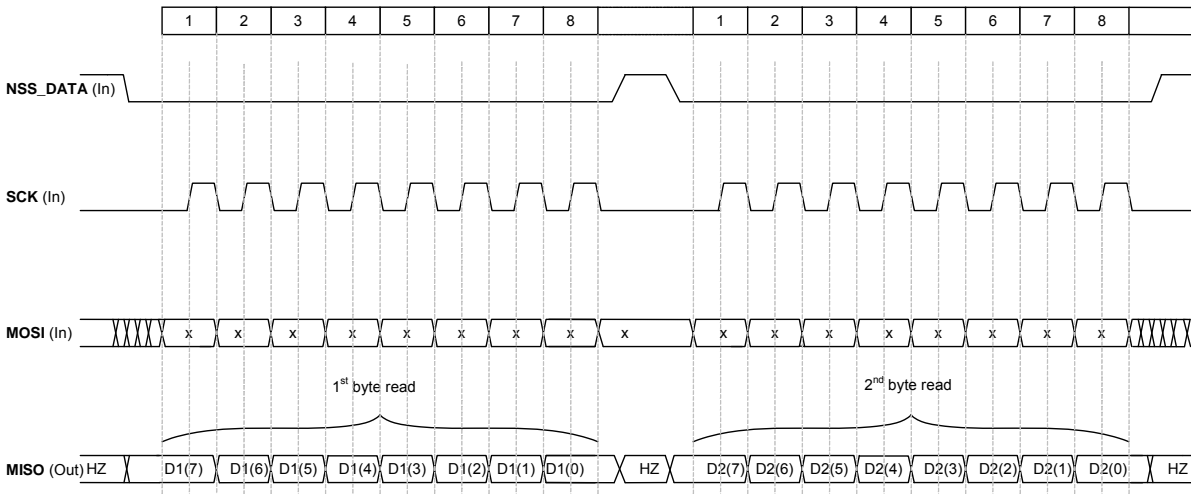 1 2 3 4 5 6 7 8 1 2 3 4 5 6 7 8
NSS_DATA (In)
SCK (In)
MOSI (In) x x x x x x x x x x x x x x x x x
1st byte read 2nd byte read
MISO (Out) HZ D1(7) D1(6) D1(5) D1(4) D1(3) D1(2) D1(1) D1(0) HZ D2(7) D2(6) D2(5) D2(4) D2(3) D2(2) D2(1) D2(0) HZ